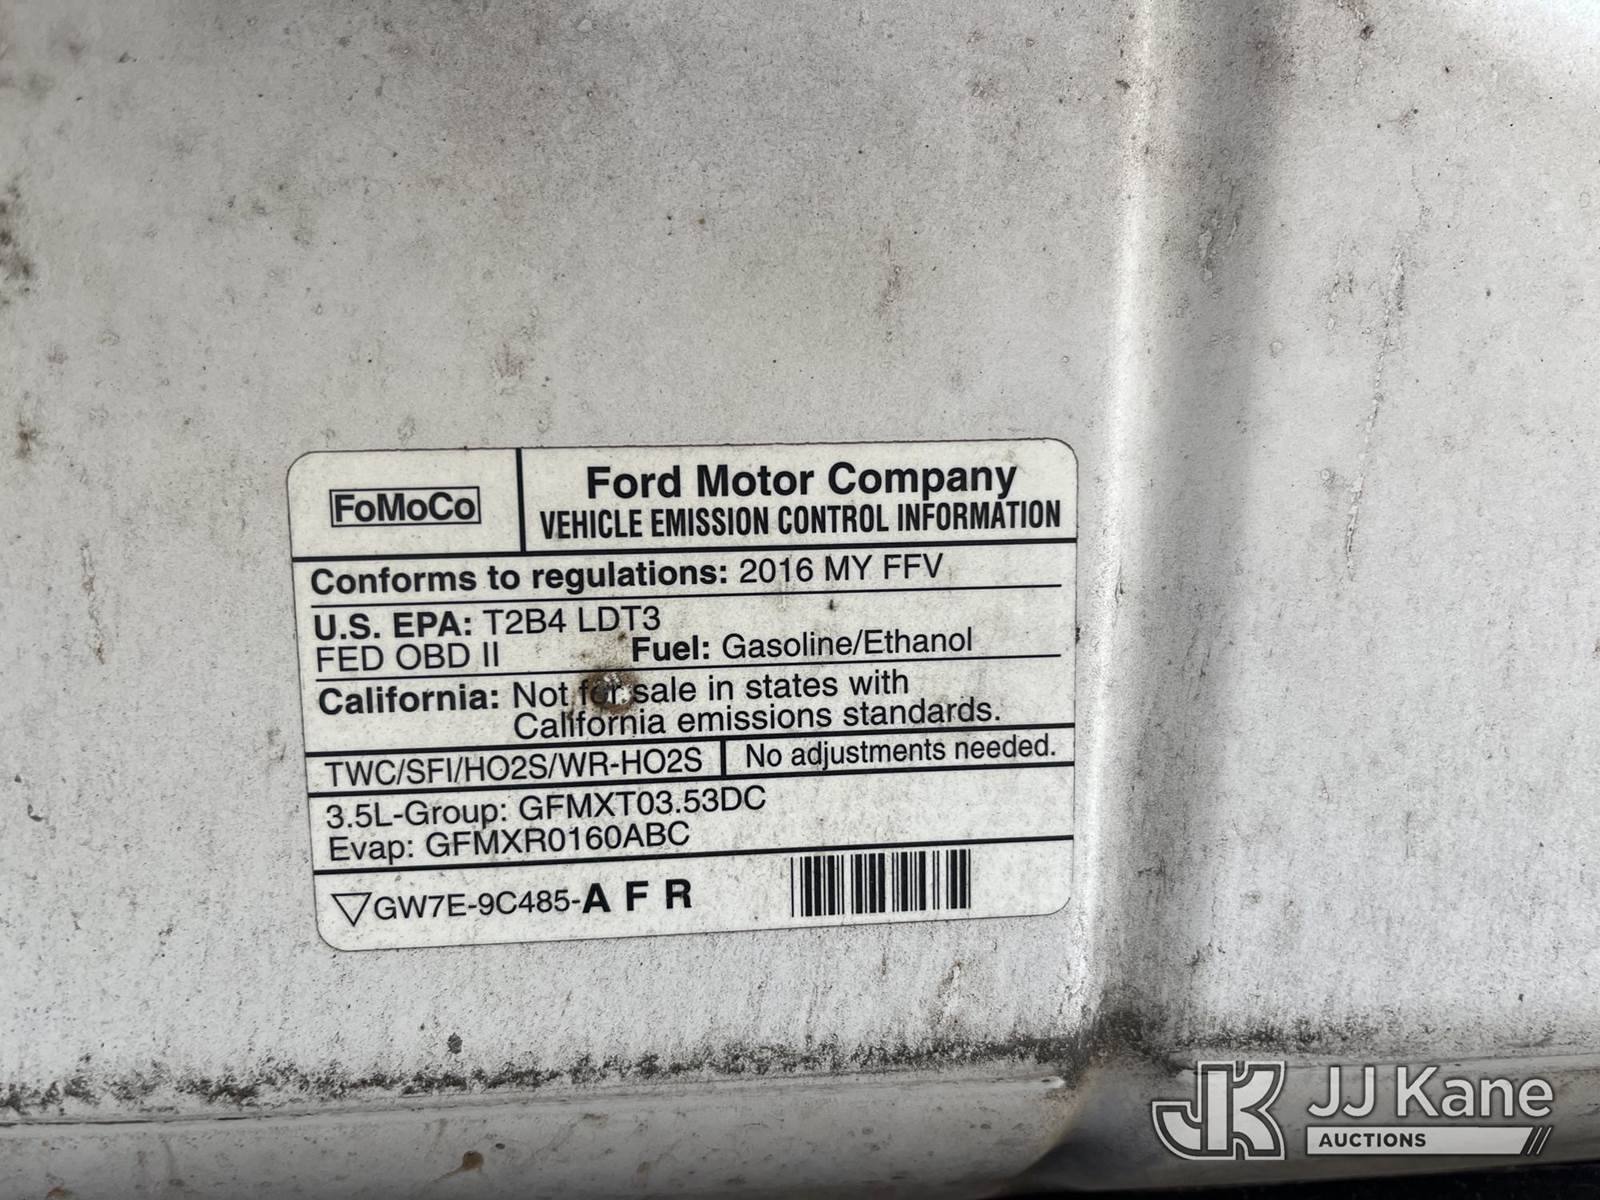 FoMoCo
Ford Motor Company
VEHICLE EMISSION CONTROL INFORMATION
Conforms to regulations: 2016 MY FFV
U.S. EPA: T2B4 LDT3
FED OBD II Fuel: Gasoline/Ethanol
California: Not for sale in states with
California emissions standards.
TWC/SFI/HO2S/WR-HO2S No adjustments needed.
3.5L-Group: GFMXT03.53DC
Evap: GFMXR0160ABC
GW7E-9C485-A F R
JK JJ Kane
AUCTIONS